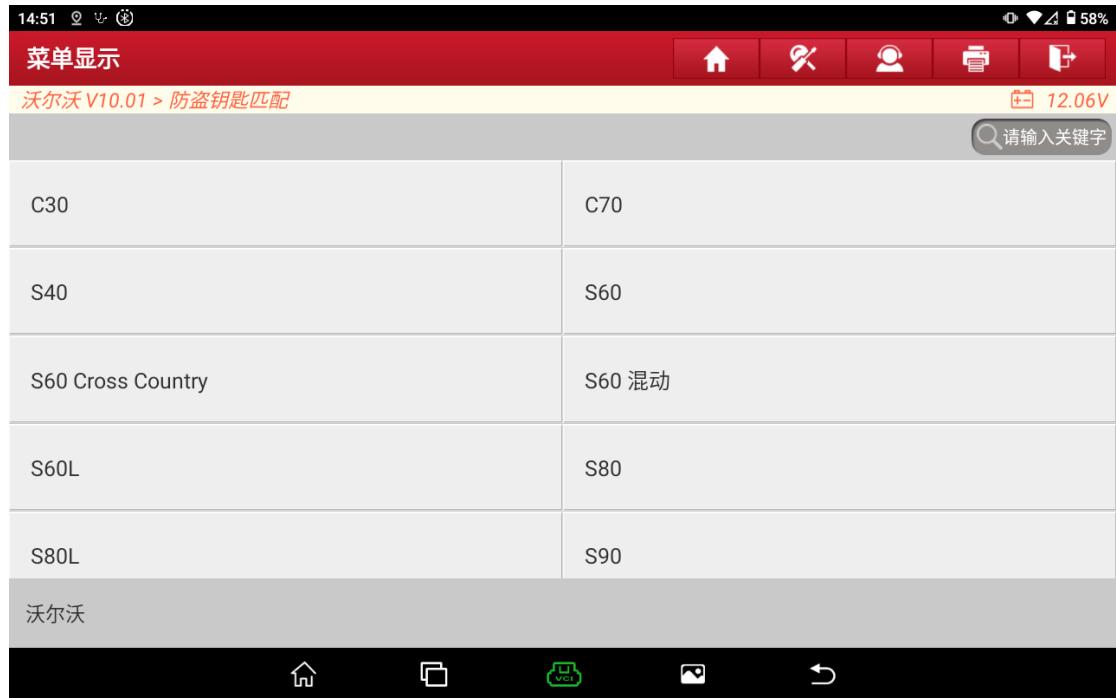 14:51
58%
菜单显示
沃尔沃 V10.01 > 防盗钥匙匹配
12.06V
请输入关键字
C30
C70
S40
S60
S60 Cross Country
S60 混动
S60L
S80
S80L
S90
沃尔沃
VCI